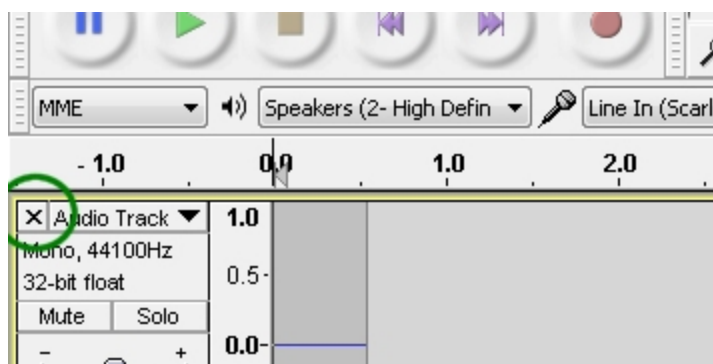 MME Speakers (2- High Defin Line In (Scarl
- 1.0 0.0 1.0 2.0
X Audio Track 1.0
Mono, 44100Hz
32-bit float 0.5
Mute Solo
- + 0.0